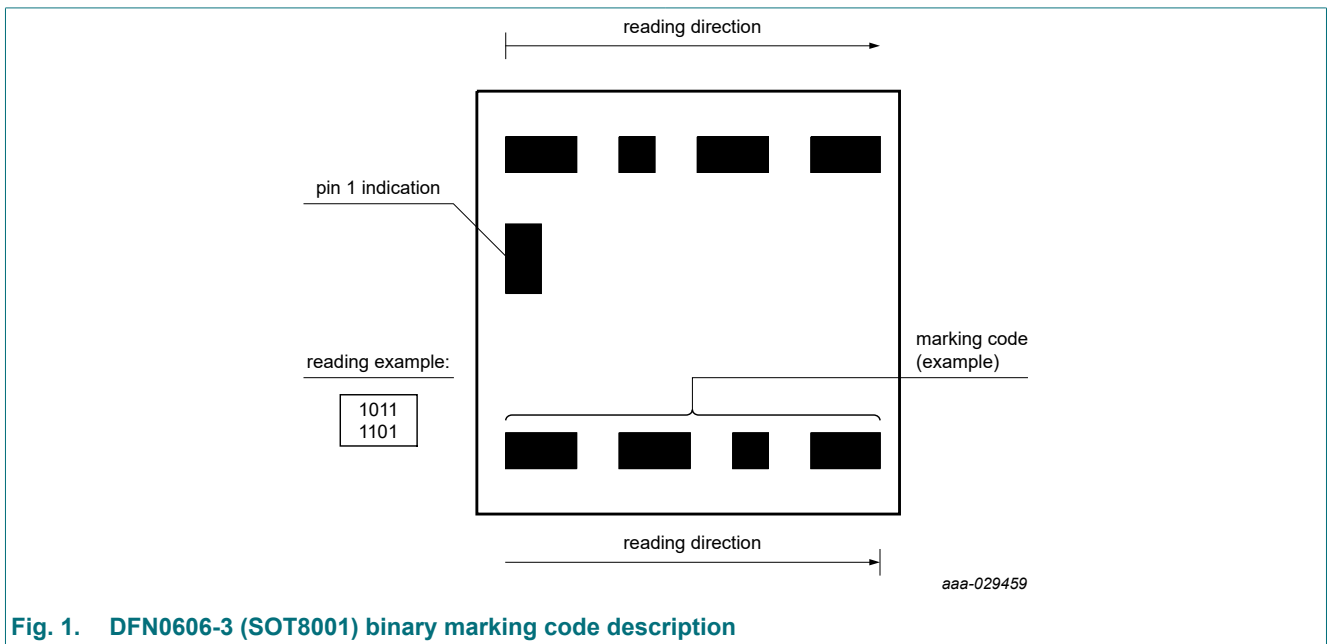 reading direction
pin 1 indication
reading example:
1011
1101
marking code
(example)
reading direction
aaa-029459
Fig. 1. DFN0606-3 (SOT8001) binary marking code description